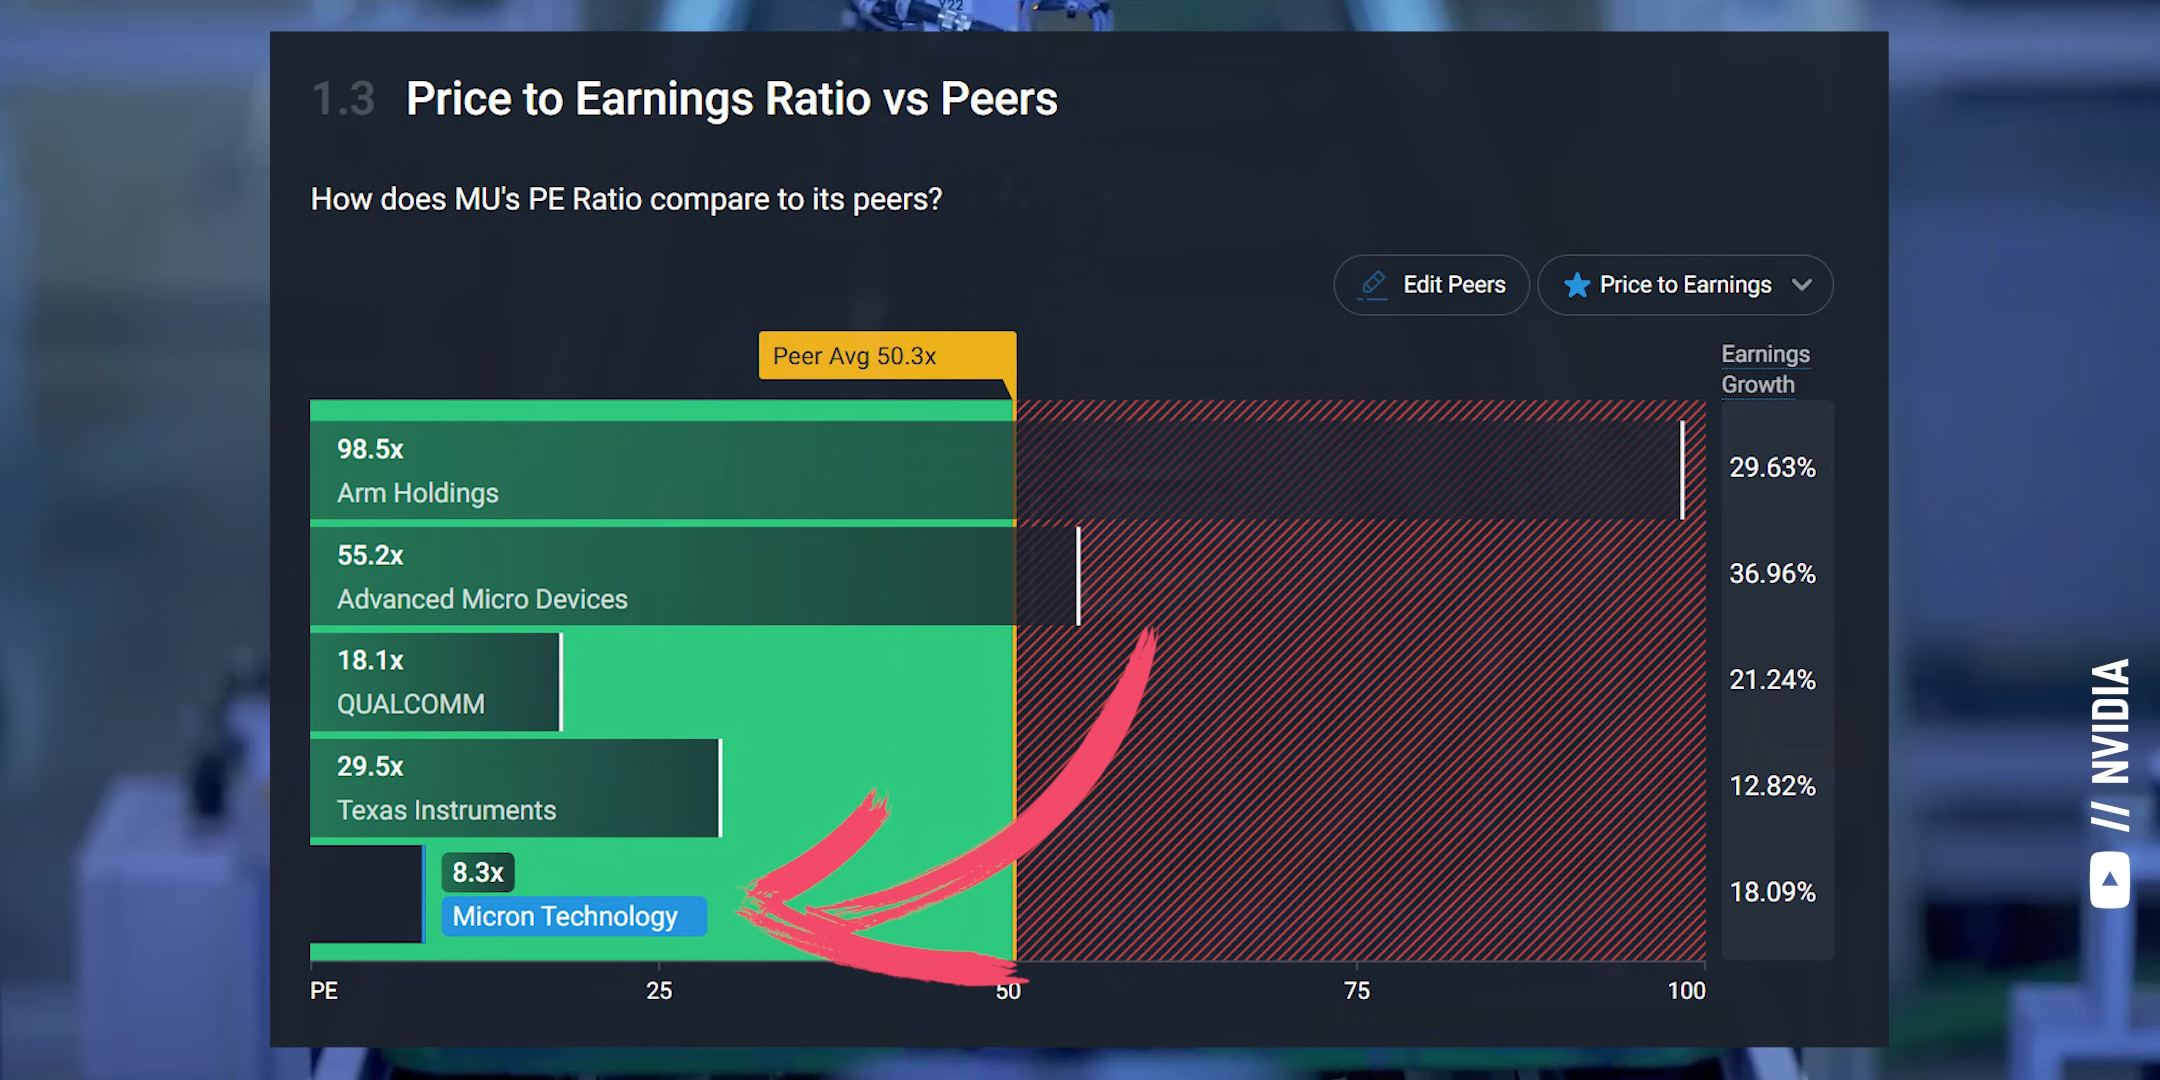 Y22
1.3 Price to Earnings Ratio vs Peers
How does MU's PE Ratio compare to its peers?
Edit Peers
Price to Earnings
Peer Avg 50.3x
Earnings
Growth
98.5x
Arm Holdings
29.63%
55.2x
Advanced Micro Devices
36.96%
18.1x
QUALCOMM
21.24%
29.5x
Texas Instruments
12.82%
8.3x
Micron Technology
18.09%
PE 25 50 75 100
// NVIDIA